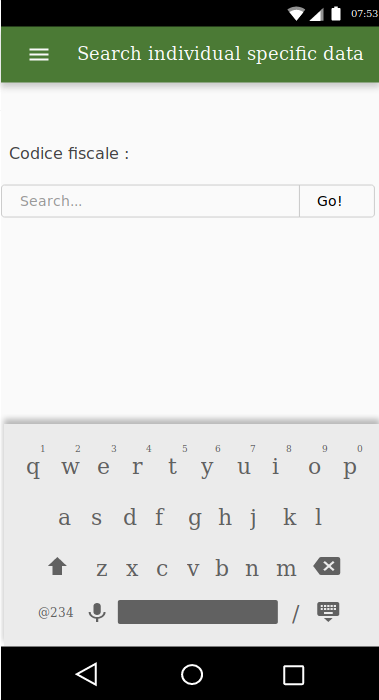 07:53
Search individual specific data
Codice fiscale :
Search... Go!
1 2 3 4 5 6 7 8 9 0
q w e r t y u i o p
a s d f g h j k l
z x c v b n m
@234 /